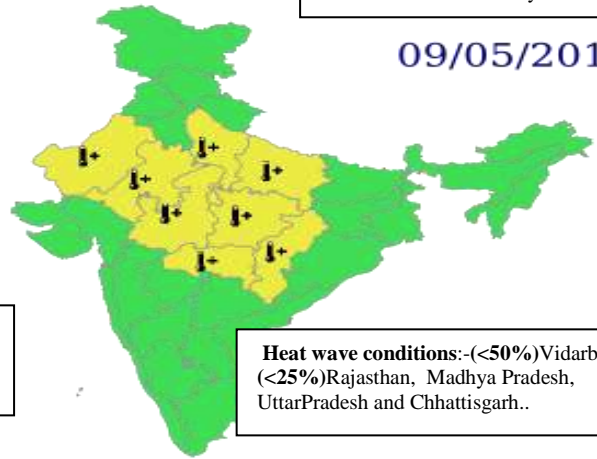 09/05/201
Heat wave conditions:-(<50%)Vidarb
(<25%)Rajasthan, Madhya Pradesh,
UttarPradesh and Chhattisgarh..